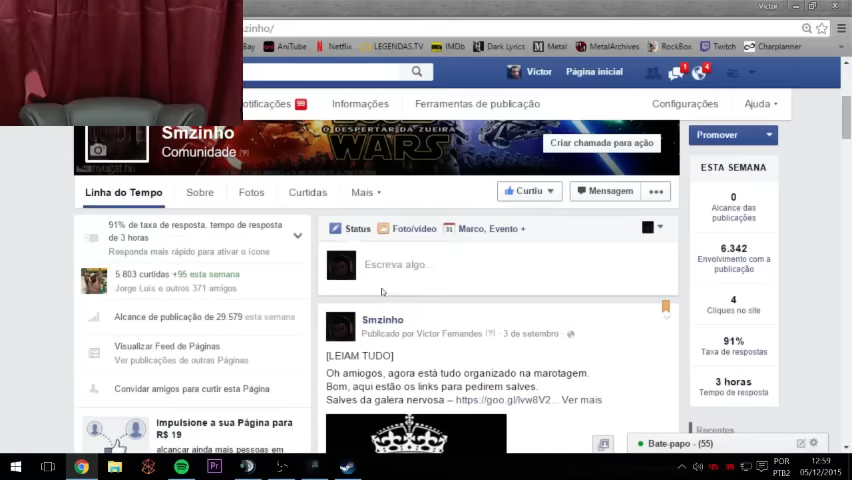 Victor
zinho/
Bay AniTube Netflix LEGENDAS.TV IMDb Dark Lyrics Metal MetalArchives RockBox Twitch Charplanner
Victor Página inicial 1 4
otificações 99 Informações Ferramentas de publicação Configurações Ajuda
Smzinho
Comunidade [?]
O DESPERTAR DA ZUEIRA
WARS
Criar chamada para ação
Promover
Linha do Tempo Sobre Fotos Curtidas Mais
Curtiu Mensagem
ESTA SEMANA
0
Alcance das
publicações
6.342
Envolvimento com a
publicação
4
Cliques no site
91%
Taxa de respostas
3 horas
Tempo de resposta
Recentes
91% de taxa de resposta, tempo de resposta
de 3 horas
Responda mais rápido para ativar o ícone
5 803 curtidas +95 esta semana
Jorge Luís e outros 371 amigos
Alcance de publicação de 29.579 esta semana
Visualizar Feed de Páginas
Ver publicações de outras Páginas
Convidar amigos para curtir esta Página
Impulsione a sua Página para
R$ 19
alcançar ainda mais pessoas em
Status Foto/vídeo 31 Marco, Evento +
Escreva algo...
Smzinho
Publicado por Victor Fernandes [?] · 3 de setembro ·
[LEIAM TUDO]
Oh amiogos, agora está tudo organizado na marotagem.
Bom, aqui estão os links para pedirem salves.
Salves da galera nervosa – https://goo.gl/lvw8V2... Ver mais
Bate-papo (55)
Pr
POR
PTB2
12:59
05/12/2015